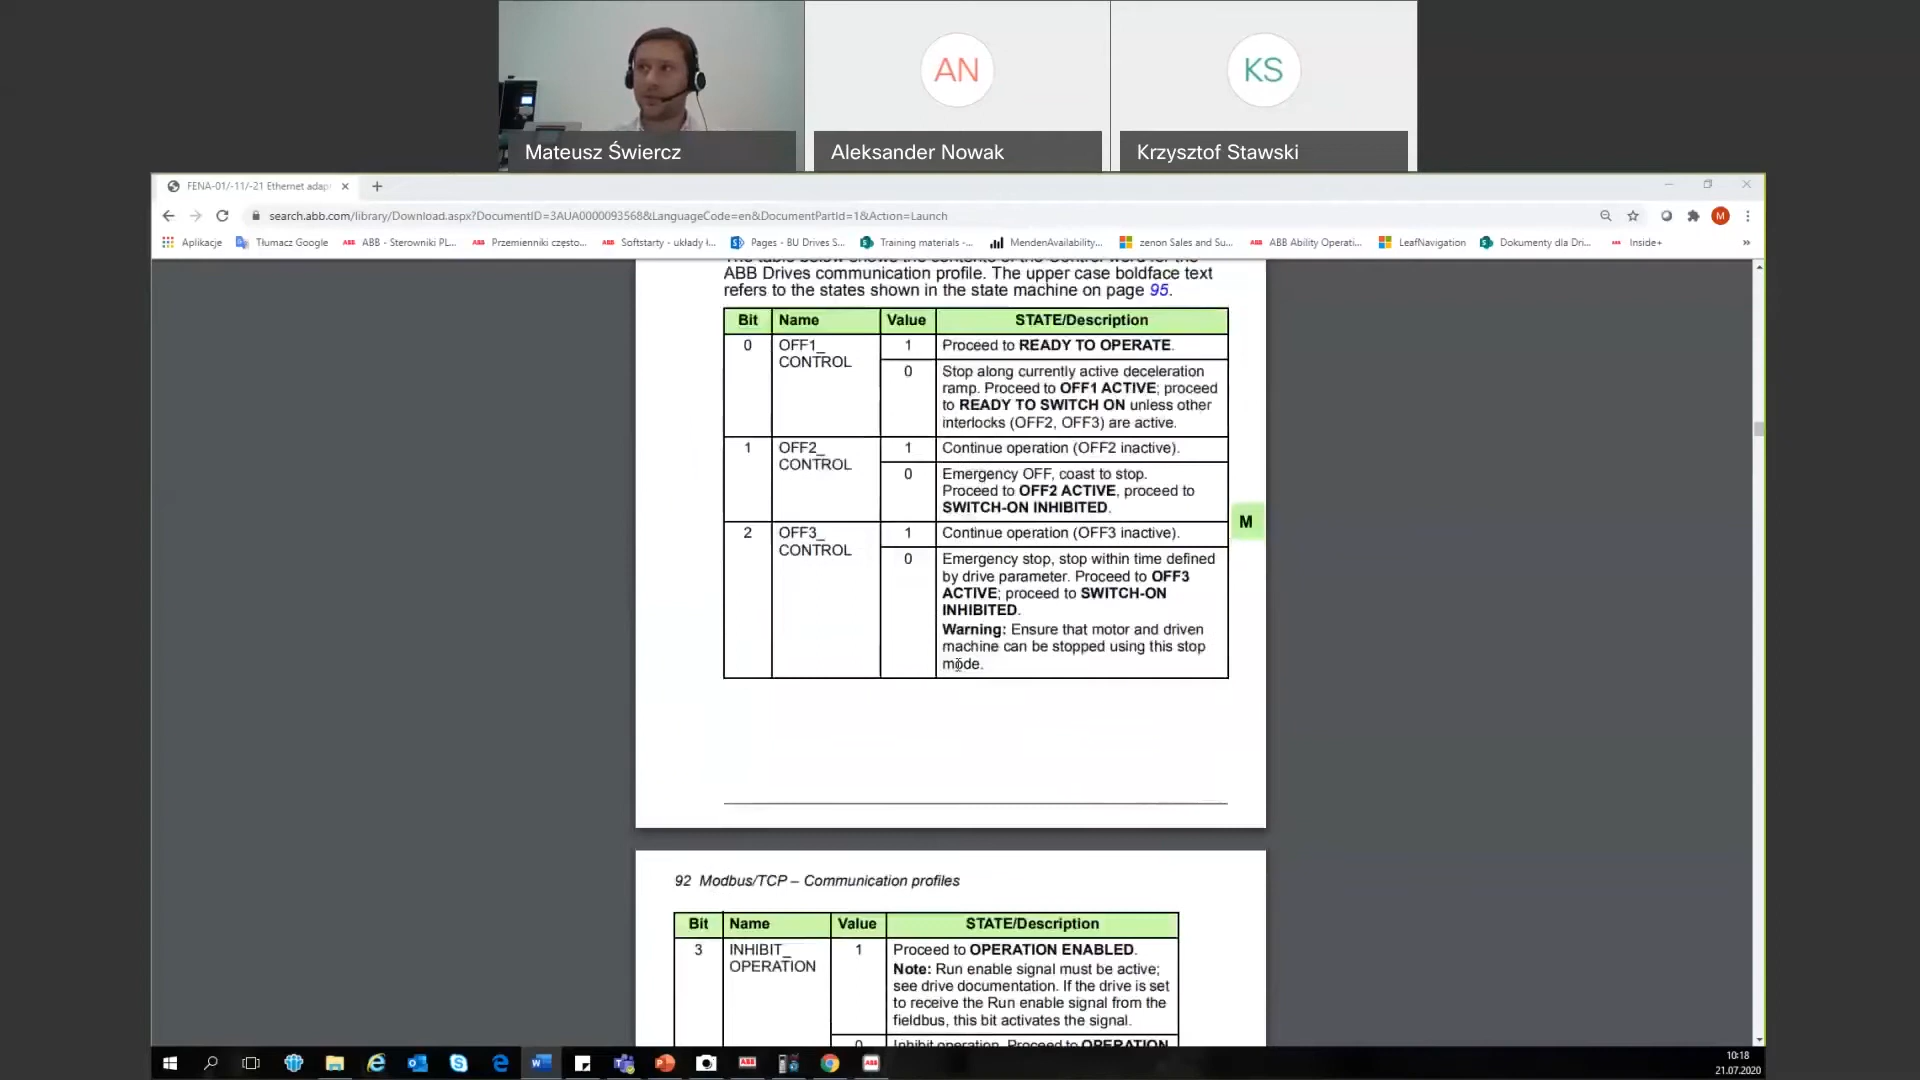 AN
KS
Mateusz Świercz
Aleksander Nowak
Krzysztof Stawski
FENA-01/-11/-21 Ethernet adap
search.abb.com/library/Download.aspx?DocumentID=3AUA0000093568&LanguageCode=en&DocumentPartId=1&Action=Launch
M
Aplikacje
Tłumacz Google
ABB - Sterowniki PL...
Przemienniki często...
Softstarty - układy ł...
Pages - BU Drives S...
Training materials -...
MendenAvailability...
zenon Sales and Su...
ABB Ability Operati...
LeafNavigation
Dokumenty dla Dri...
Inside+
ABB Drives communication profile. The upper case boldface text
refers to the states shown in the state machine on page 95.
Bit Name Value STATE/Description
0 OFF1_ 1 Proceed to READY TO OPERATE.
CONTROL
0 Stop along currently active deceleration
ramp. Proceed to OFF1 ACTIVE; proceed
to READY TO SWITCH ON unless other
interlocks (OFF2, OFF3) are active.
1 OFF2_ 1 Continue operation (OFF2 inactive).
CONTROL
0 Emergency OFF, coast to stop.
Proceed to OFF2 ACTIVE, proceed to
SWITCH-ON INHIBITED.
2 OFF3_ 1 Continue operation (OFF3 inactive).
CONTROL
0 Emergency stop, stop within time defined
by drive parameter. Proceed to OFF3
ACTIVE; proceed to SWITCH-ON
INHIBITED.
Warning: Ensure that motor and driven
machine can be stopped using this stop
mode.
M
92 Modbus/TCP – Communication profiles
Bit Name Value STATE/Description
3 INHIBIT_ 1 Proceed to OPERATION ENABLED.
OPERATION
Note: Run enable signal must be active;
see drive documentation. If the drive is set
to receive the Run enable signal from the
fieldbus, this bit activates the signal.
0 Inhibit operation. Proceed to OPERATION
10:18
21.07.2020